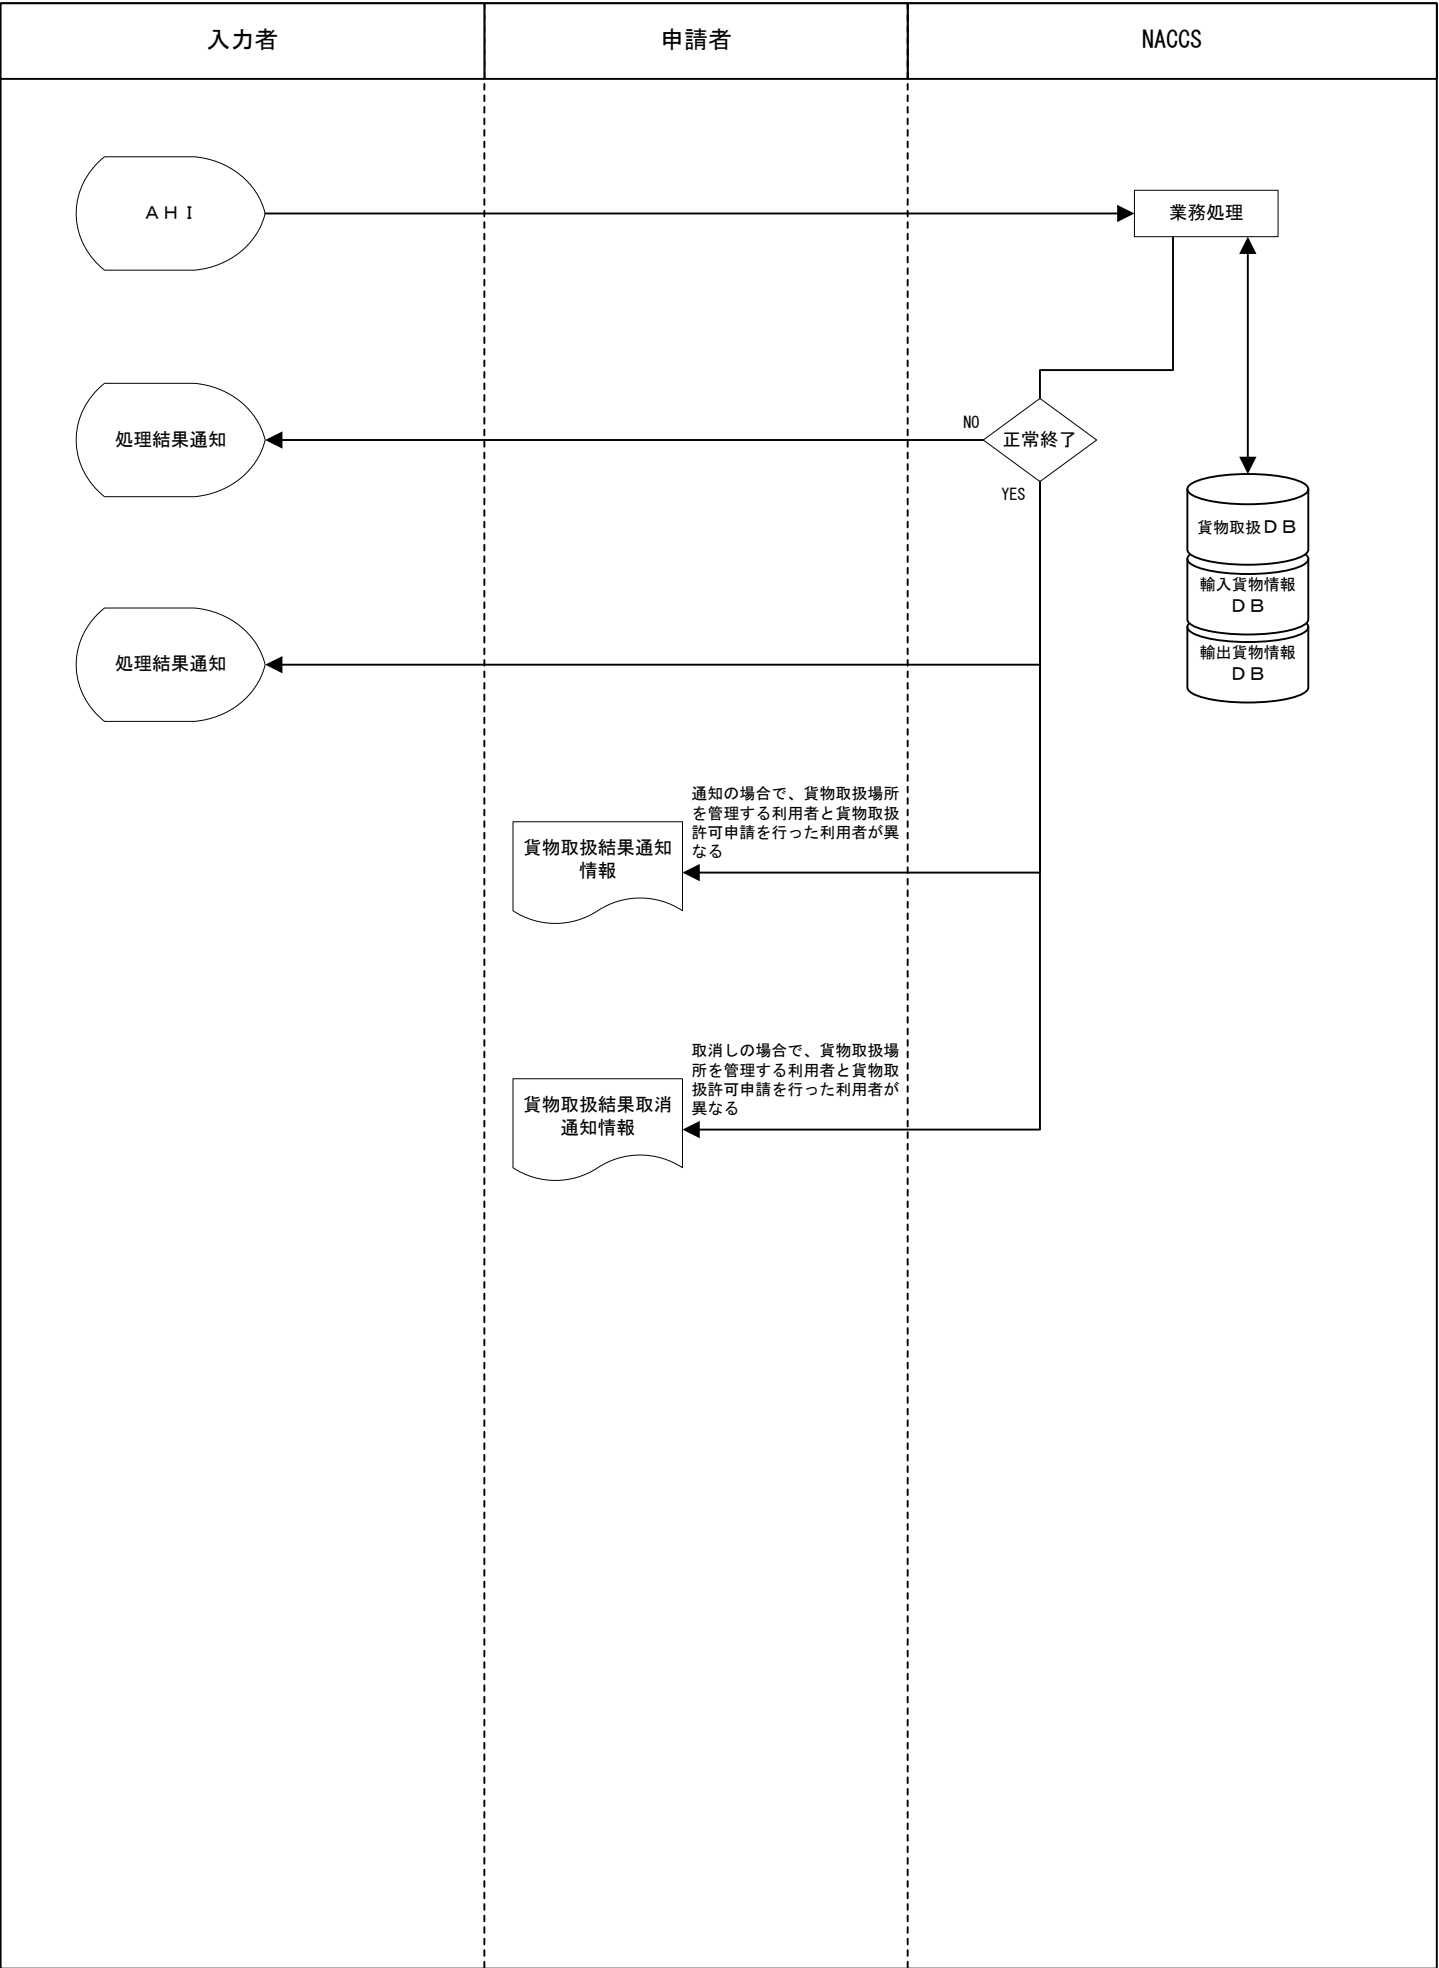 入力者
申請者
NACCS
ＡＨＩ
業務処理
処理結果通知
NO
正常終了
YES
貨物取扱ＤＢ
輸入貨物情報
ＤＢ
輸出貨物情報
ＤＢ
処理結果通知
通知の場合で、貨物取扱場所
を管理する利用者と貨物取扱
許可申請を行った利用者が異
なる
貨物取扱結果通知
情報
取消しの場合で、貨物取扱場
所を管理する利用者と貨物取
扱許可申請を行った利用者が
異なる
貨物取扱結果取消
通知情報